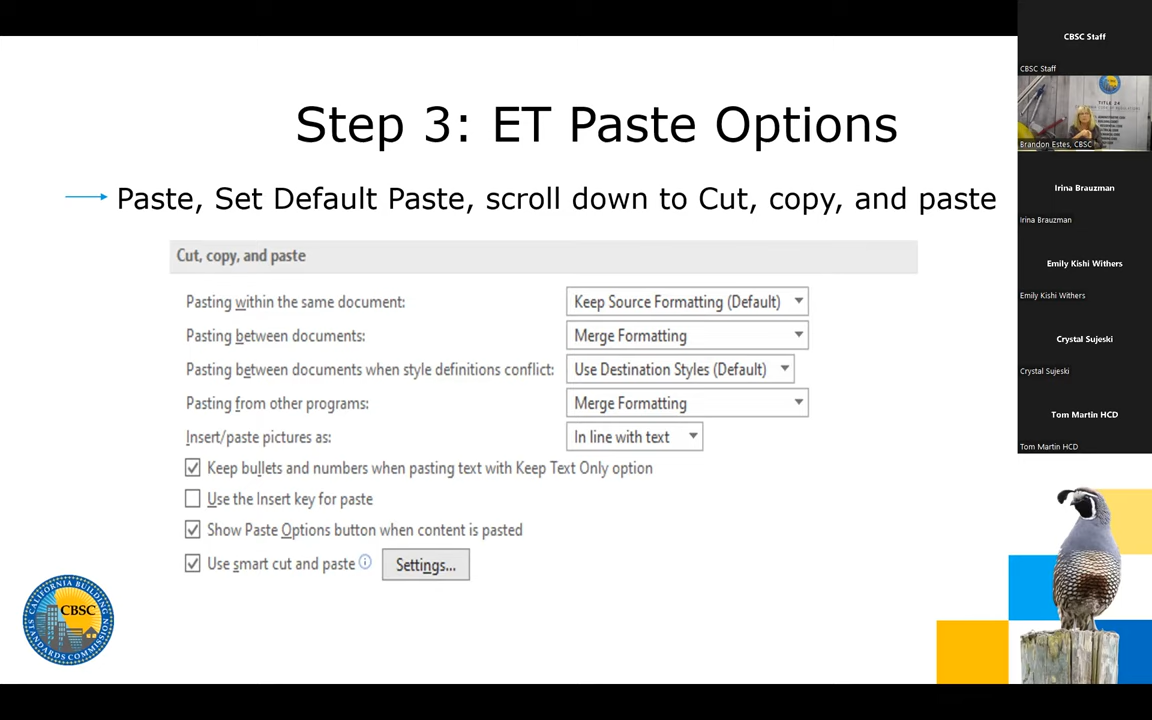 Step 3: ET Paste Options
Paste, Set Default Paste, scroll down to Cut, copy, and paste
Cut, copy, and paste
Pasting within the same document: Keep Source Formatting (Default)
Pasting between documents: Merge Formatting
Pasting between documents when style definitions conflict: Use Destination Styles (Default)
Pasting from other programs: Merge Formatting
Insert/paste pictures as: In line with text
Keep bullets and numbers when pasting text with Keep Text Only option
Use the Insert key for paste
Show Paste Options button when content is pasted
Use smart cut and paste Settings...
CALIFORNIA BUILDING
CBSC
STANDARDS COMMISSION
CBSC Staff
CBSC Staff
TITLE 24
Brandon Estes, CBSC
Irina Brauzman
Irina Brauzman
Emily Kishi Withers
Emily Kishi Withers
Crystal Sujeski
Crystal Sujeski
Tom Martin HCD
Tom Martin HCD